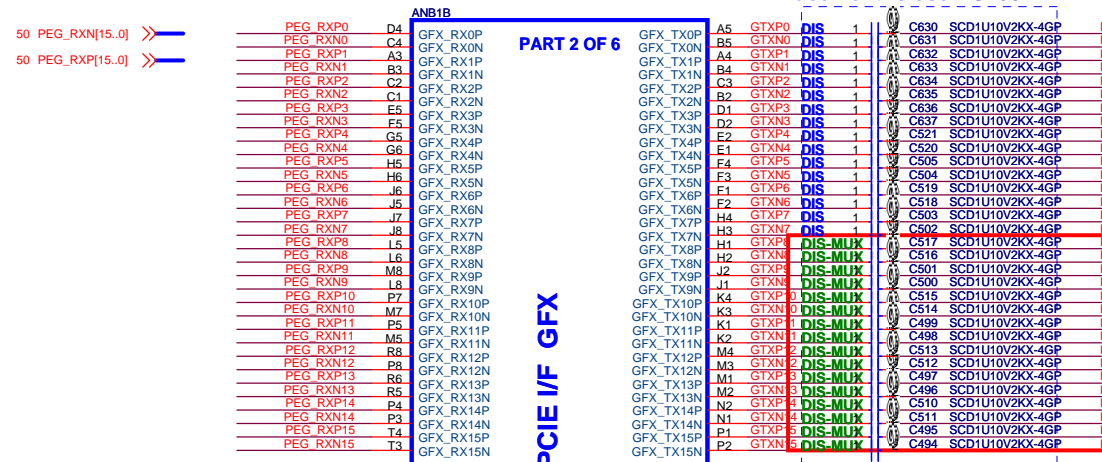 ANB1B
50 PEG_RXN[15..0]
50 PEG_RXP[15..0]
PART 2 OF 6
PCIE I/F GFX
PEG_RXP0 D4 GFX_RX0P GFX_TX0P A5 GTXP0 DIS 1 C630 SCD1U10V2KX-4GP
PEG_RXN0 C4 GFX_RX0N GFX_TX0N B5 GTXN0 DIS 1 C631 SCD1U10V2KX-4GP
PEG_RXP1 A3 GFX_RX1P GFX_TX1P A4 GTXP1 DIS 1 C632 SCD1U10V2KX-4GP
PEG_RXN1 B3 GFX_RX1N GFX_TX1N B4 GTXN1 DIS 1 C633 SCD1U10V2KX-4GP
PEG_RXP2 C2 GFX_RX2P GFX_TX2P C3 GTXP2 DIS 1 C634 SCD1U10V2KX-4GP
PEG_RXN2 C1 GFX_RX2N GFX_TX2N B2 GTXN2 DIS 1 C635 SCD1U10V2KX-4GP
PEG_RXP3 E5 GFX_RX3P GFX_TX3P D1 GTXP3 DIS 1 C636 SCD1U10V2KX-4GP
PEG_RXN3 F5 GFX_RX3N GFX_TX3N D2 GTXN3 DIS 1 C637 SCD1U10V2KX-4GP
PEG_RXP4 G5 GFX_RX4P GFX_TX4P E2 GTXP4 DIS 1 C521 SCD1U10V2KX-4GP
PEG_RXN4 G6 GFX_RX4N GFX_TX4N E1 GTXN4 DIS 1 C520 SCD1U10V2KX-4GP
PEG_RXP5 H5 GFX_RX5P GFX_TX5P F4 GTXP5 DIS 1 C505 SCD1U10V2KX-4GP
PEG_RXN5 H6 GFX_RX5N GFX_TX5N F3 GTXN5 DIS 1 C504 SCD1U10V2KX-4GP
PEG_RXP6 J6 GFX_RX6P GFX_TX6P F1 GTXP6 DIS 1 C519 SCD1U10V2KX-4GP
PEG_RXN6 J5 GFX_RX6N GFX_TX6N F2 GTXN6 DIS 1 C518 SCD1U10V2KX-4GP
PEG_RXP7 J7 GFX_RX7P GFX_TX7P H4 GTXP7 DIS 1 C503 SCD1U10V2KX-4GP
PEG_RXN7 J8 GFX_RX7N GFX_TX7N H3 GTXN7 DIS 1 C502 SCD1U10V2KX-4GP
PEG_RXP8 L5 GFX_RX8P GFX_TX8P H1 GTXP8 DIS-MUX C517 SCD1U10V2KX-4GP
PEG_RXN8 L6 GFX_RX8N GFX_TX8N H2 GTXN8 DIS-MUX C516 SCD1U10V2KX-4GP
PEG_RXP9 M8 GFX_RX9P GFX_TX9P J2 GTXP9 DIS-MUX C501 SCD1U10V2KX-4GP
PEG_RXN9 L8 GFX_RX9N GFX_TX9N J1 GTXN9 DIS-MUX C500 SCD1U10V2KX-4GP
PEG_RXP10 P7 GFX_RX10P GFX_TX10P K4 GTXP10 DIS-MUX C515 SCD1U10V2KX-4GP
PEG_RXN10 M7 GFX_RX10N GFX_TX10N K3 GTXN10 DIS-MUX C514 SCD1U10V2KX-4GP
PEG_RXP11 P5 GFX_RX11P GFX_TX11P K1 GTXP11 DIS-MUX C499 SCD1U10V2KX-4GP
PEG_RXN11 M5 GFX_RX11N GFX_TX11N K2 GTXN11 DIS-MUX C498 SCD1U10V2KX-4GP
PEG_RXP12 R8 GFX_RX12P GFX_TX12P M4 GTXP12 DIS-MUX C513 SCD1U10V2KX-4GP
PEG_RXN12 P8 GFX_RX12N GFX_TX12N M3 GTXN12 DIS-MUX C512 SCD1U10V2KX-4GP
PEG_RXP13 R6 GFX_RX13P GFX_TX13P M1 GTXP13 DIS-MUX C497 SCD1U10V2KX-4GP
PEG_RXN13 R5 GFX_RX13N GFX_TX13N M2 GTXN13 DIS-MUX C496 SCD1U10V2KX-4GP
PEG_RXP14 P4 GFX_RX14P GFX_TX14P N2 GTXP14 DIS-MUX C510 SCD1U10V2KX-4GP
PEG_RXN14 P3 GFX_RX14N GFX_TX14N N1 GTXN14 DIS-MUX C511 SCD1U10V2KX-4GP
PEG_RXP15 T4 GFX_RX15P GFX_TX15P P1 GTXP15 DIS-MUX C495 SCD1U10V2KX-4GP
PEG_RXN15 T3 GFX_RX15N GFX_TX15N P2 GTXN15 DIS-MUX C494 SCD1U10V2KX-4GP